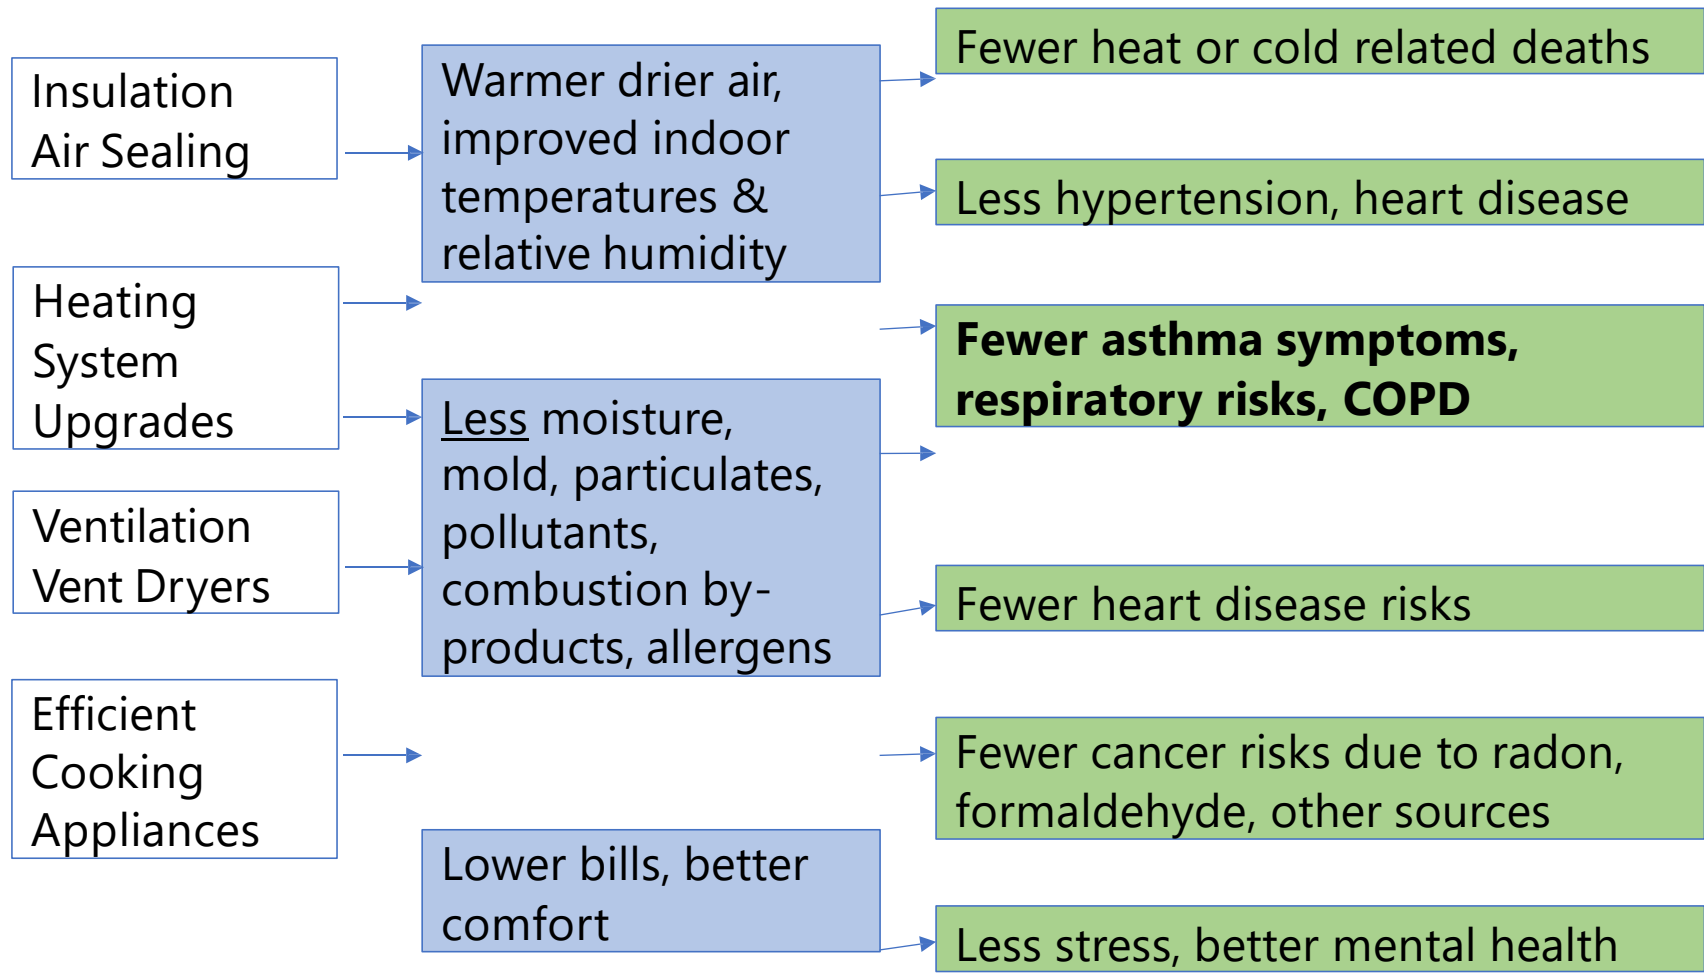 Insulation
Air Sealing
Heating
System
Upgrades
Ventilation
Vent Dryers
Efficient
Cooking
Appliances
Warmer drier air,
improved indoor
temperatures &
relative humidity
Less moisture,
mold, particulates,
pollutants,
combustion by-
products, allergens
Lower bills, better
comfort
Fewer heat or cold related deaths
Less hypertension, heart disease
Fewer asthma symptoms,
respiratory risks, COPD
Fewer heart disease risks
Fewer cancer risks due to radon,
formaldehyde, other sources
Less stress, better mental health